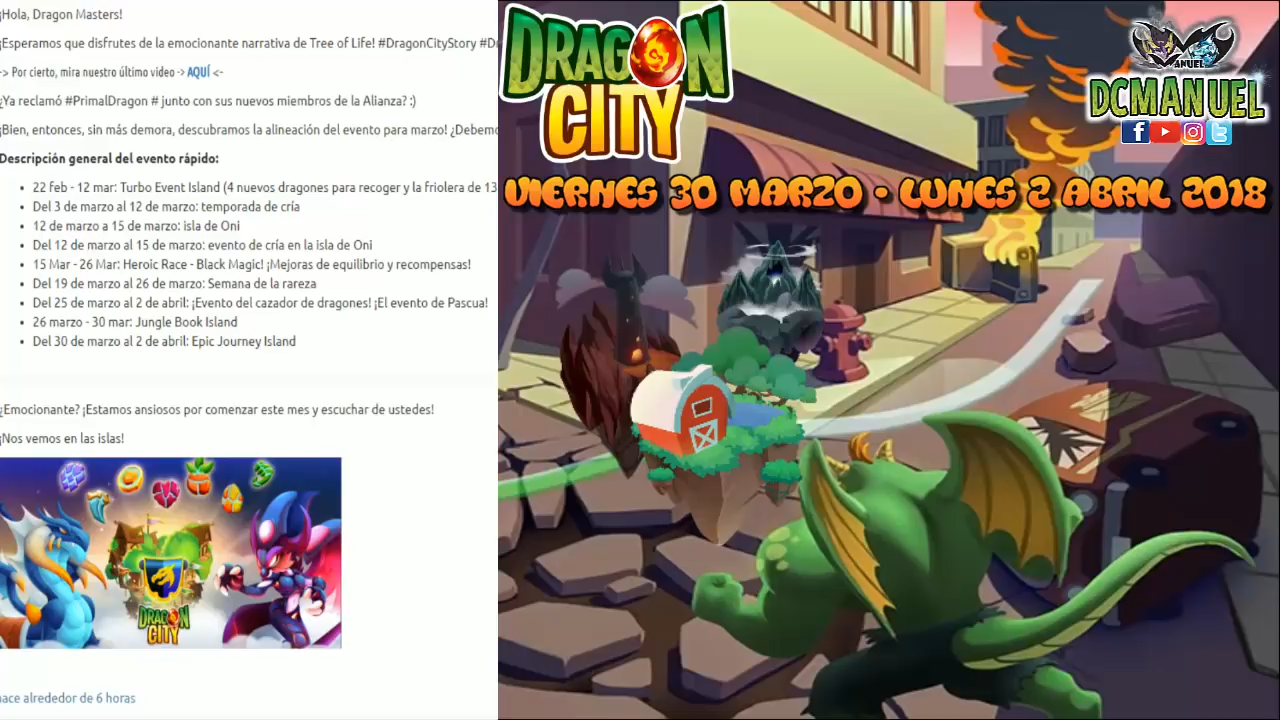 ¡Hola, Dragon Masters!
¡Esperamos que disfrutes de la emocionante narrativa de Tree of Life! #DragonCityStory
-> Por cierto, mira nuestro último video -> AQUÍ <-
¿Ya reclamó #PrimalDragon # junto con sus nuevos miembros de la Alianza? :)
¡Bien, entonces, sin más demora, descubramos la alineación del evento para marzo!
Descripción general del evento rápido:
• 22 feb - 12 mar: Turbo Event Island (4 nuevos dragones para recoger y la friolera de 13
• Del 3 de marzo al 12 de marzo: temporada de cría
• 12 de marzo a 15 de marzo: isla de Oni
• Del 12 de marzo al 15 de marzo: evento de cría en la isla de Oni
• 15 Mar - 26 Mar: Heroic Race - Black Magic! ¡Mejoras de equilibrio y recompensas!
• Del 19 de marzo al 26 de marzo: Semana de la rareza
• Del 25 de marzo al 2 de abril: ¡Evento del cazador de dragones! ¡El evento de Pascua!
• 26 marzo - 30 mar: Jungle Book Island
• Del 30 de marzo al 2 de abril: Epic Journey Island
¿Emocionante? ¡Estamos ansiosos por comenzar este mes y escuchar de ustedes!
¡Nos vemos en las islas!
DRAGON
CITY
hace alrededor de 6 horas
DRAGON
CITY
MANUEL
DCMANUEL
VIERNES 30 MARZO - LUNES 2 ABRIL 2018